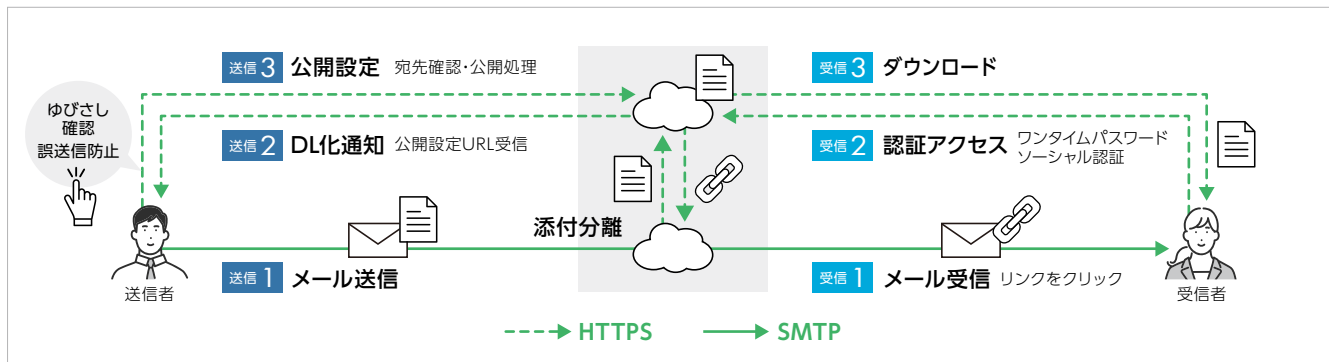 送信3 公開設定 宛先確認・公開処理
受信3 ダウンロード
ゆびさし
確認
誤送信防止
送信2 DL化通知 公開設定URL受信
受信2 認証アクセス ワンタイムパスワード
ソーシャル認証
添付分離
送信1 メール送信
受信1 メール受信 リンクをクリック
送信者
受信者
HTTPS
SMTP